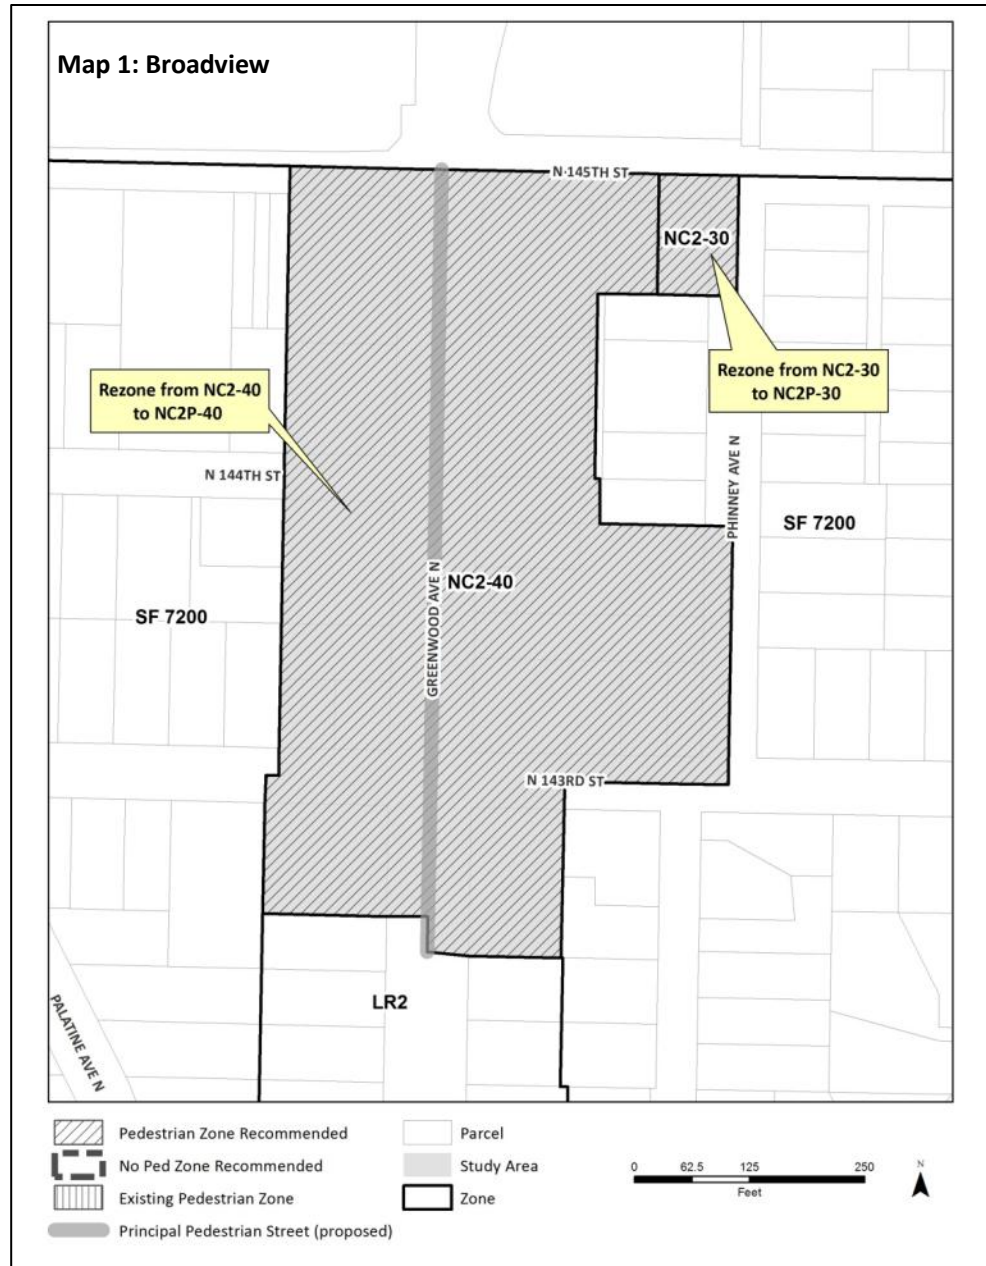 Map 1: Broadview
N 145TH ST
NC2-30
Rezone from NC2-40
to NC2P-40
Rezone from NC2-30
to NC2P-30
N 144TH ST
PHINNEY AVE N
SF 7200
GREENWOOD AVE N
NC2-40
SF 7200
N 143RD ST
LR2
PALATINE AVE N
Pedestrian Zone Recommended
No Ped Zone Recommended
Existing Pedestrian Zone
Principal Pedestrian Street (proposed)
Parcel
Study Area
Zone
0 62.5 125 250
Feet
N